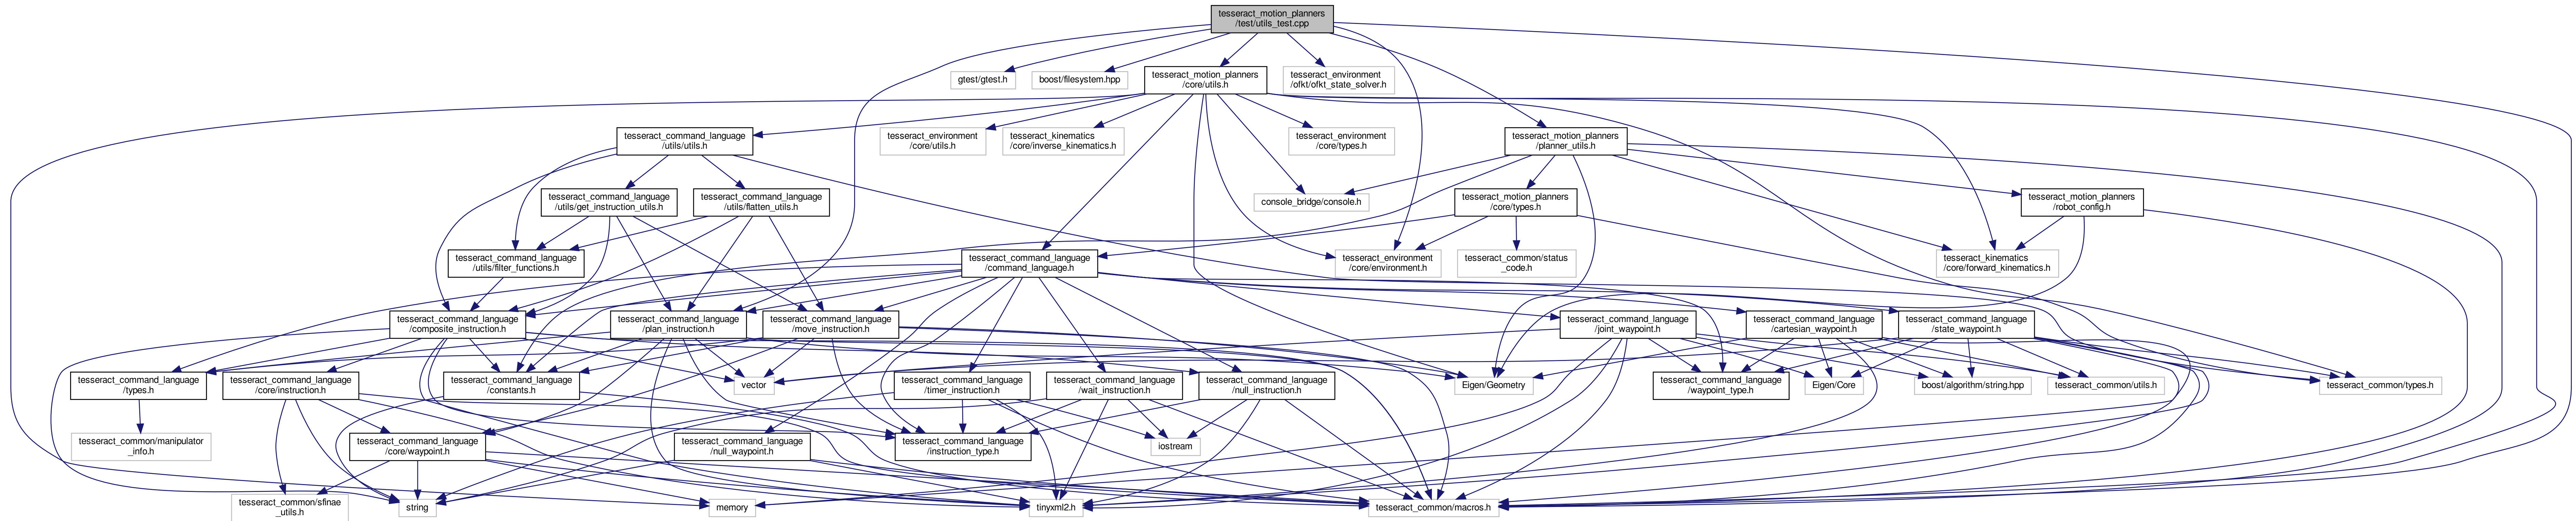 tesseract_motion_planners
/test/utils_test.cpp
gtest/gtest.h
boost/filesystem.hpp
tesseract_motion_planners
/core/utils.h
tesseract_environment
/ofkt/ofkt_state_solver.h
tesseract_command_language
/utils/utils.h
tesseract_environment
/core/utils.h
tesseract_kinematics
/core/inverse_kinematics.h
tesseract_environment
/core/types.h
tesseract_motion_planners
/planner_utils.h
tesseract_command_language
/utils/get_instruction_utils.h
tesseract_command_language
/utils/flatten_utils.h
console_bridge/console.h
tesseract_motion_planners
/core/types.h
tesseract_motion_planners
/robot_config.h
tesseract_command_language
/utils/filter_functions.h
tesseract_command_language
/command_language.h
tesseract_environment
/core/environment.h
tesseract_common/status
_code.h
tesseract_kinematics
/core/forward_kinematics.h
tesseract_command_language
/composite_instruction.h
tesseract_command_language
/plan_instruction.h
tesseract_command_language
/move_instruction.h
tesseract_command_language
/joint_waypoint.h
tesseract_command_language
/cartesian_waypoint.h
tesseract_command_language
/state_waypoint.h
tesseract_command_language
/types.h
tesseract_command_language
/core/instruction.h
tesseract_command_language
/constants.h
vector
tesseract_command_language
/timer_instruction.h
tesseract_command_language
/wait_instruction.h
tesseract_command_language
/null_instruction.h
Eigen/Geometry
tesseract_command_language
/waypoint_type.h
Eigen/Core
boost/algorithm/string.hpp
tesseract_common/utils.h
tesseract_common/types.h
tesseract_common/manipulator
_info.h
tesseract_command_language
/core/waypoint.h
tesseract_command_language
/null_waypoint.h
tesseract_command_language
/instruction_type.h
iostream
tesseract_common/sfinae
_utils.h
string
memory
tinyxml2.h
tesseract_common/macros.h